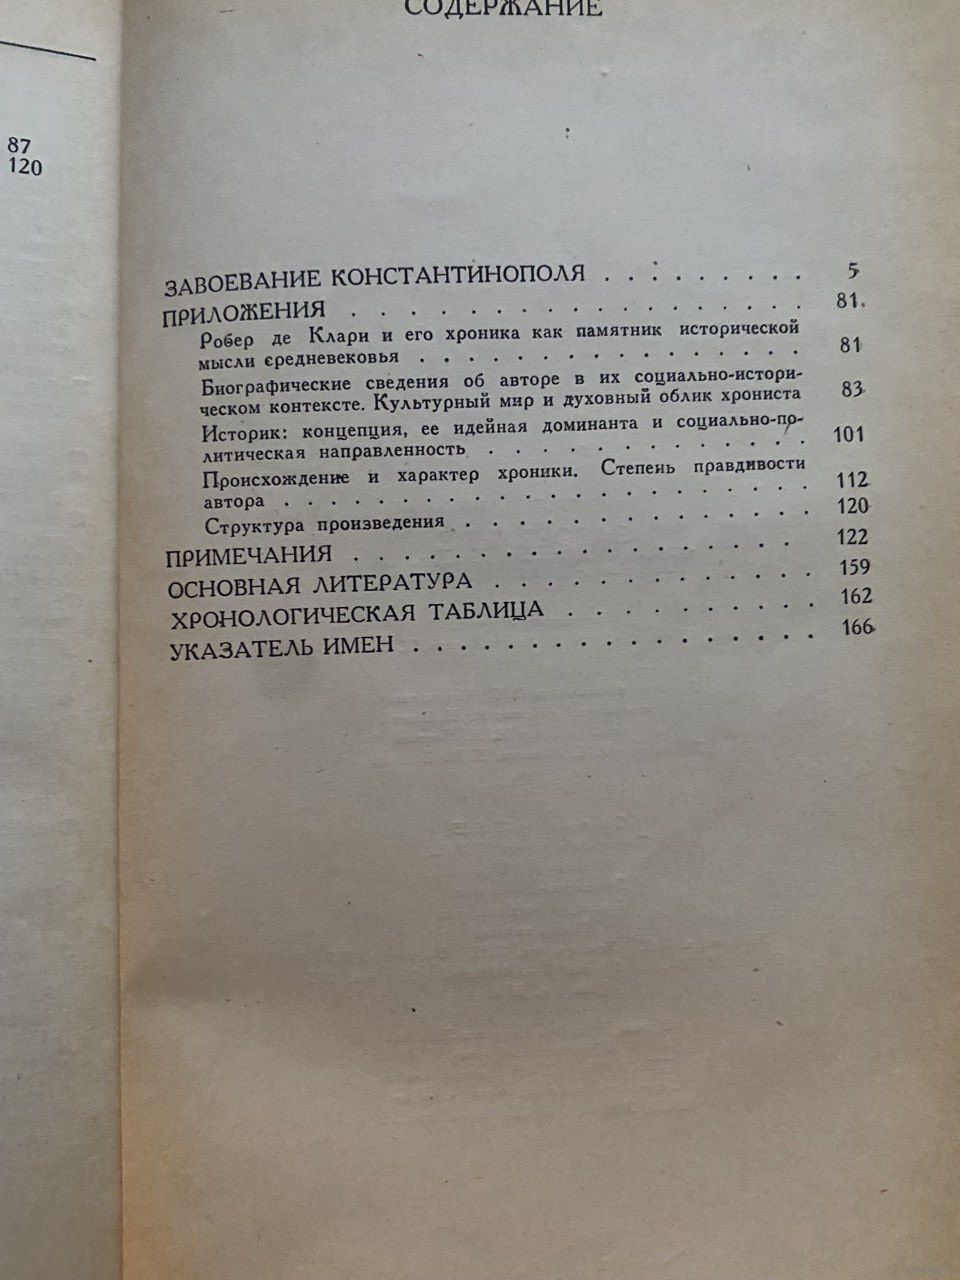 87
120
СОДЕРЖАНИЕ
ЗАВОЕВАНИЕ КОНСТАНТИНОПОЛЯ . . . . . . . . 5
ПРИЛОЖЕНИЯ . . . . . . . . . . . . . . . . 81
Робер де Клари и его хроника как памятник исторической
мысли средневековья . . . . . . . . . . . . . 81
Биографические сведения об авторе в их социально-истори-
ческом контексте. Культурный мир и духовный облик хрониста 83
Историк: концепция, ее идейная доминанта и социально-по-
литическая направленность . . . . . . . . . . . 101
Происхождение и характер хроники. Степень правдивости
автора . . . . . . . . . . . . . . . . . . . 112
Структура произведения . . . . . . . . . . . . . 120
ПРИМЕЧАНИЯ . . . . . . . . . . . . . . . . 122
ОСНОВНАЯ ЛИТЕРАТУРА . . . . . . . . . . . . 159
ХРОНОЛОГИЧЕСКАЯ ТАБЛИЦА . . . . . . . . . 162
УКАЗАТЕЛЬ ИМЕН . . . . . . . . . . . . . . 166